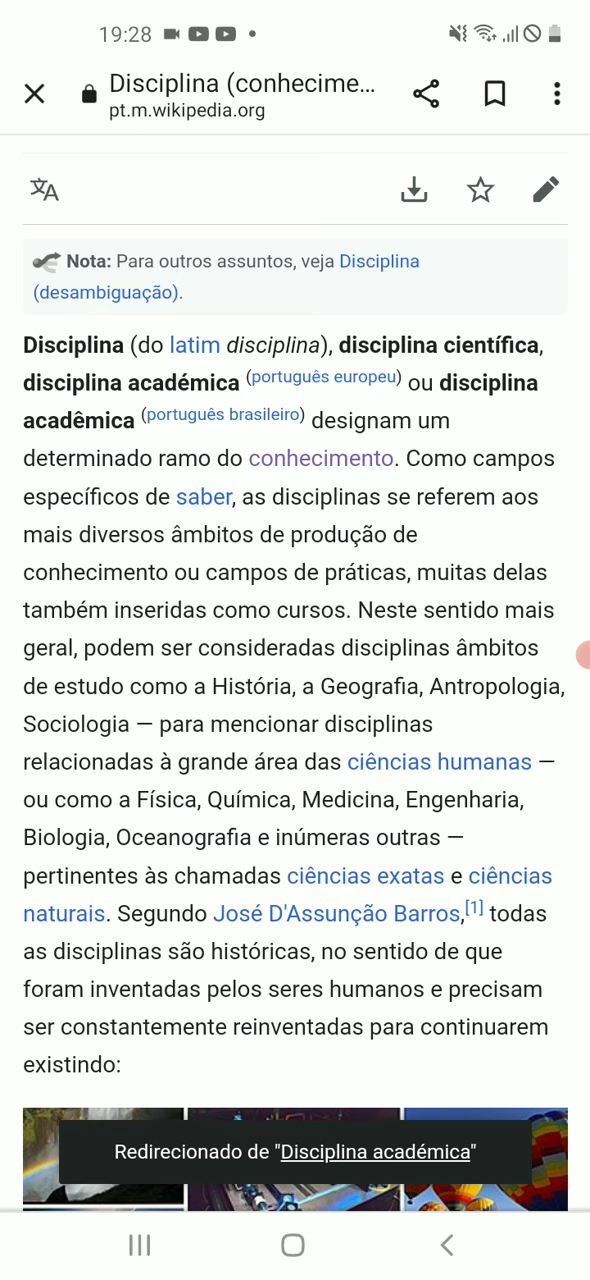 19:28
Disciplina (conhecime...
pt.m.wikipedia.org
Nota: Para outros assuntos, veja Disciplina
(desambiguação).
Disciplina (do latim disciplina), disciplina científica,
disciplina académica (português europeu) ou disciplina
acadêmica (português brasileiro) designam um
determinado ramo do conhecimento. Como campos
específicos de saber, as disciplinas se referem aos
mais diversos âmbitos de produção de
conhecimento ou campos de práticas, muitas delas
também inseridas como cursos. Neste sentido mais
geral, podem ser consideradas disciplinas âmbitos
de estudo como a História, a Geografia, Antropologia,
Sociologia — para mencionar disciplinas
relacionadas à grande área das ciências humanas —
ou como a Física, Química, Medicina, Engenharia,
Biologia, Oceanografia e inúmeras outras —
pertinentes às chamadas ciências exatas e ciências
naturais. Segundo José D'Assunção Barros,[1] todas
as disciplinas são históricas, no sentido de que
foram inventadas pelos seres humanos e precisam
ser constantemente reinventadas para continuarem
existindo:
Redirecionado de "Disciplina académica"